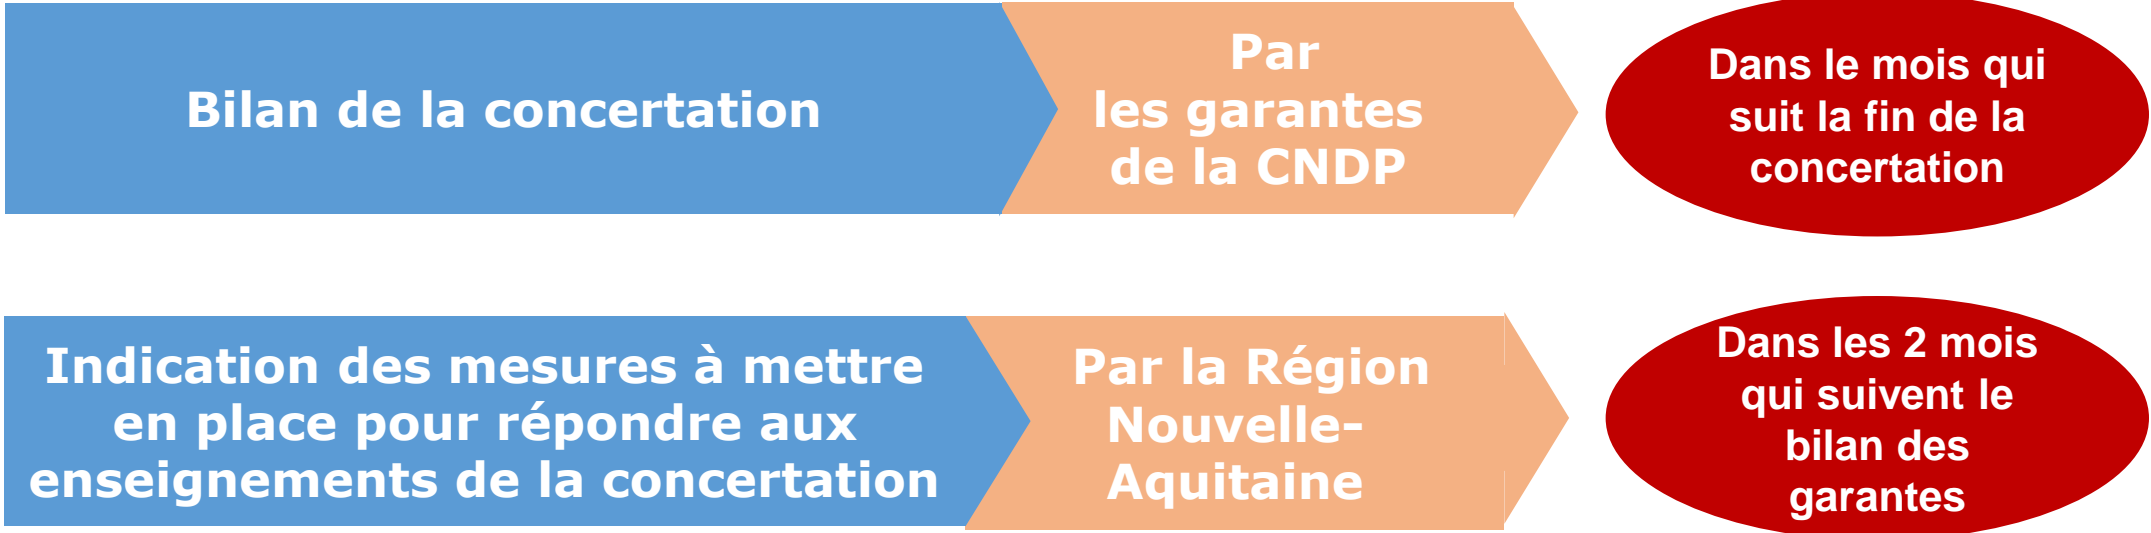 Bilan de la concertation
Par
les garantes
de la CNDP
Dans le mois qui
suit la fin de la
concertation
Indication des mesures à mettre
en place pour répondre aux
enseignements de la concertation
Par la Région
Nouvelle-
Aquitaine
Dans les 2 mois
qui suivent le
bilan des
garantes